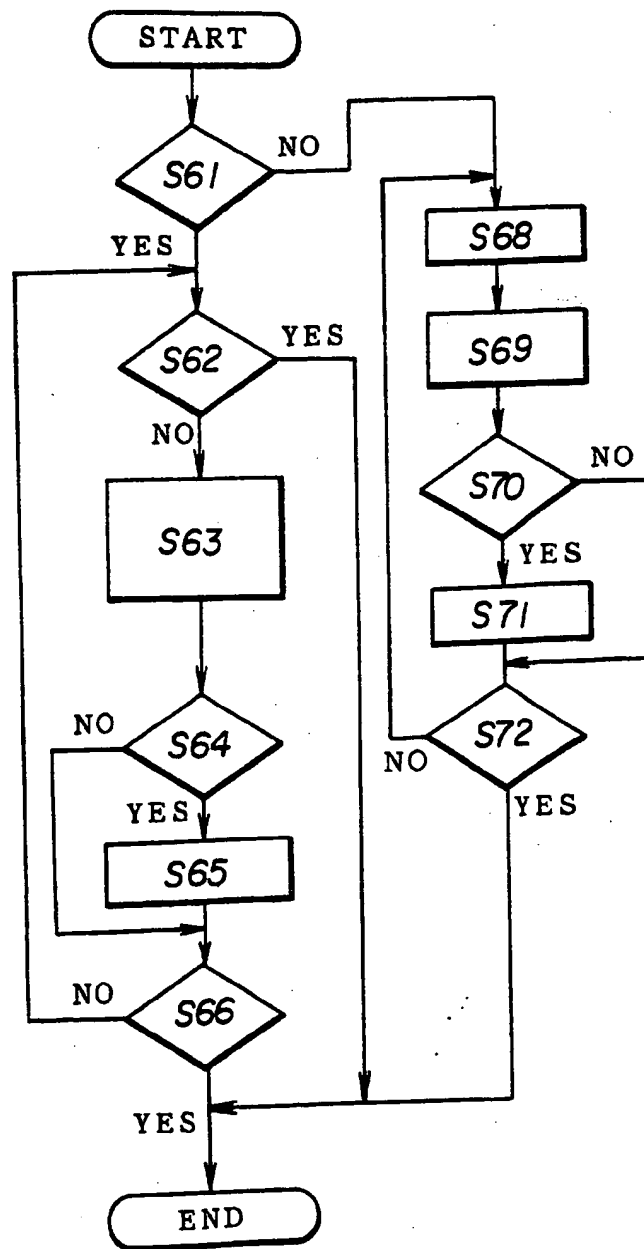 START
S61
NO
YES
S68
S62
YES
S69
NO
S70
NO
S63
YES
S71
NO
S64
S72
NO
YES
YES
S65
NO
S66
YES
END